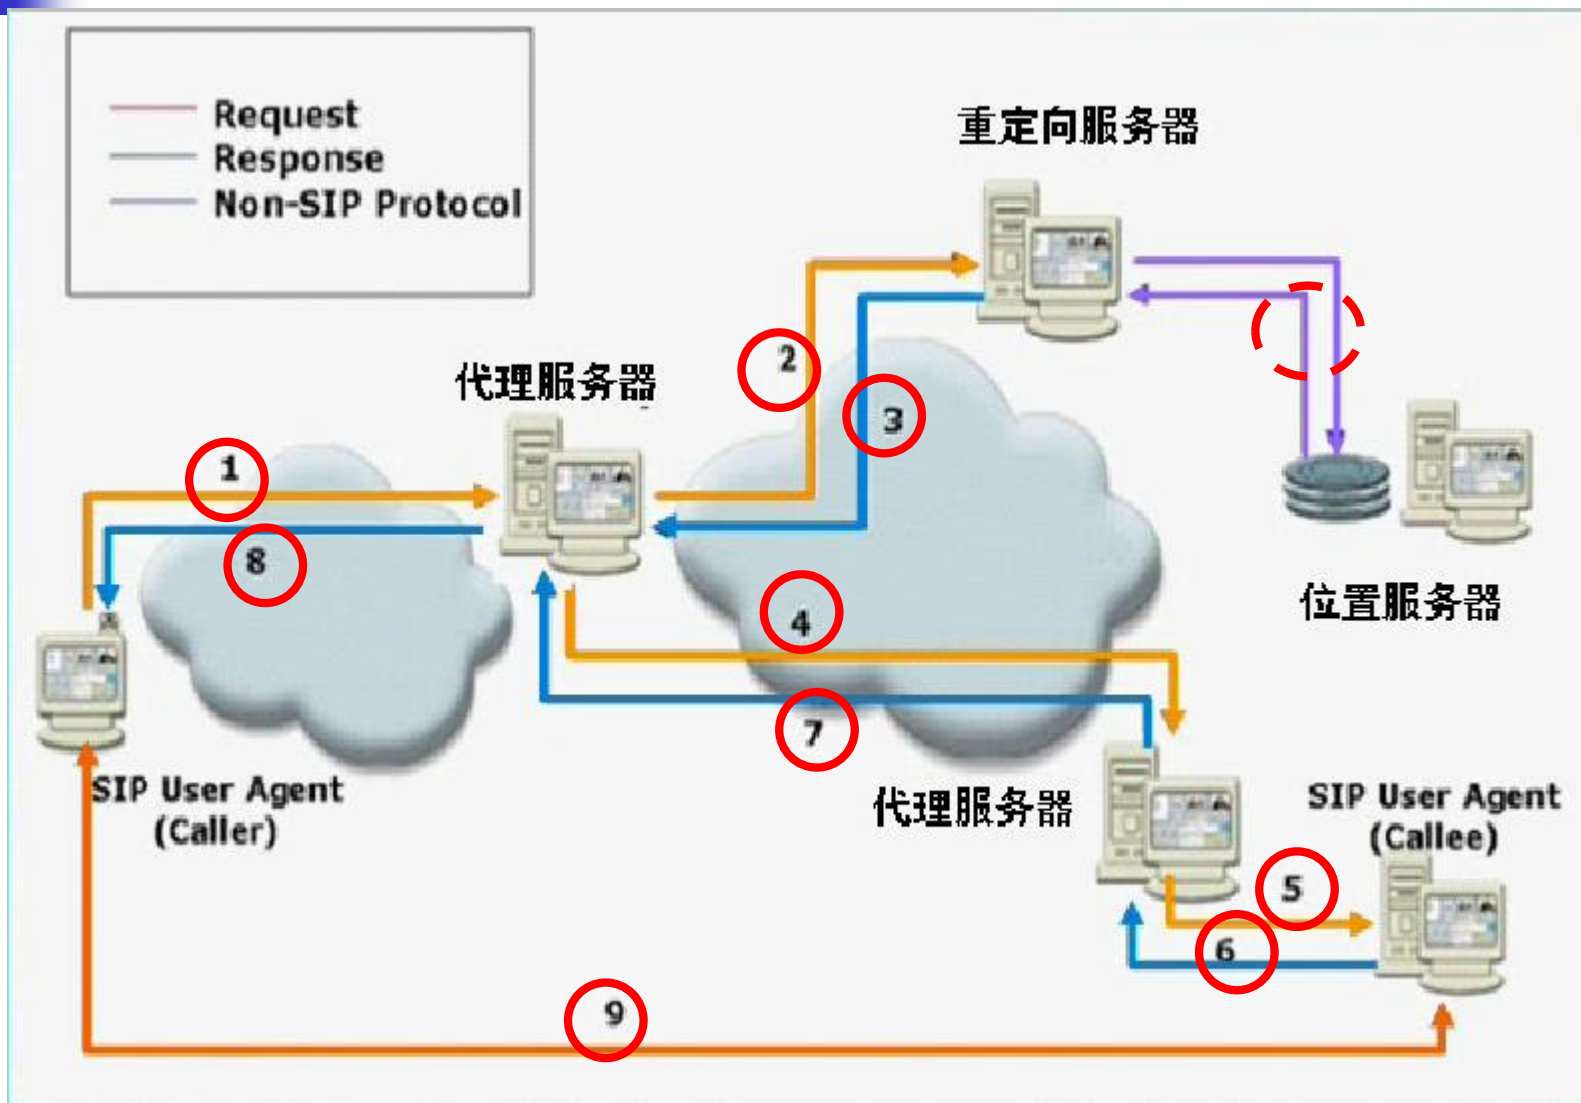 Request
Response
Non-SIP Protocol
重定向服务器
2
代理服务器
3
1
8
位置服务器
4
7
SIP User Agent
(Caller)
代理服务器
SIP User Agent
(Callee)
5
6
9